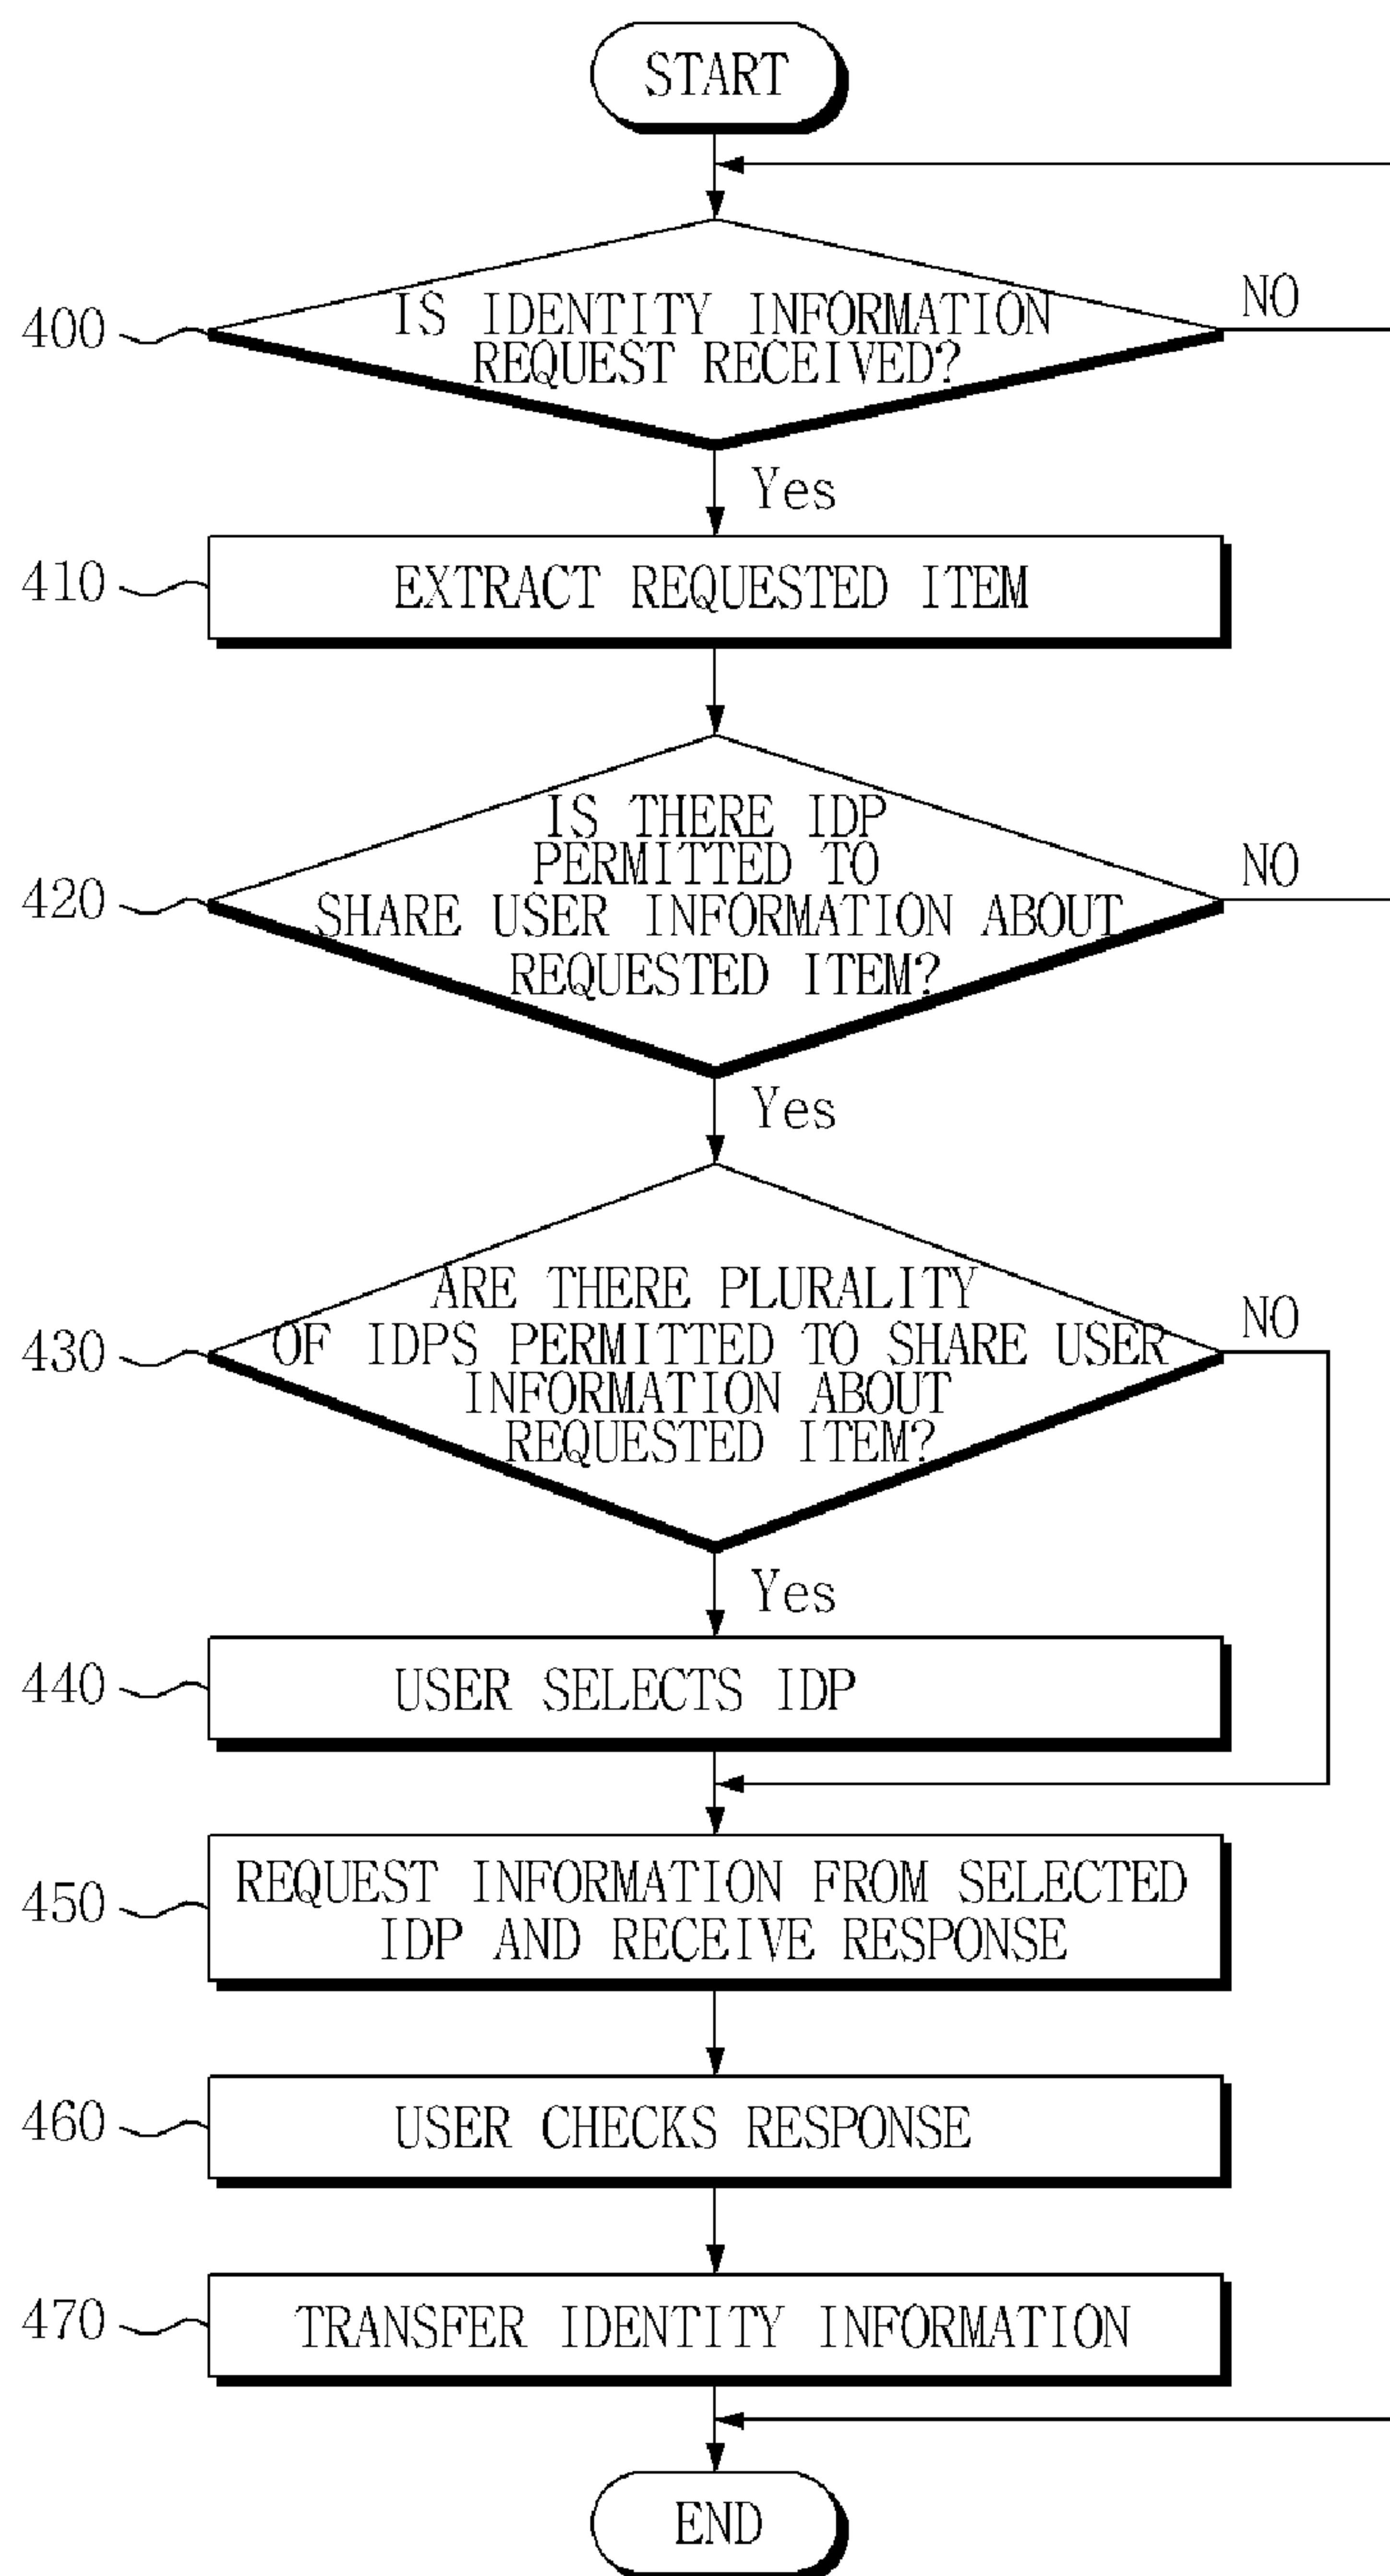 START
400
IS IDENTITY INFORMATION
REQUEST RECEIVED?
NO
Yes
410
EXTRACT REQUESTED ITEM
IS THERE IDP
PERMITTED TO
SHARE USER INFORMATION ABOUT
REQUESTED ITEM?
420
NO
Yes
ARE THERE PLURALITY
OF IDPS PERMITTED TO SHARE USER
INFORMATION ABOUT
REQUESTED ITEM?
430
NO
Yes
440
USER SELECTS IDP
450
REQUEST INFORMATION FROM SELECTED
IDP AND RECEIVE RESPONSE
460
USER CHECKS RESPONSE
470
TRANSFER IDENTITY INFORMATION
END